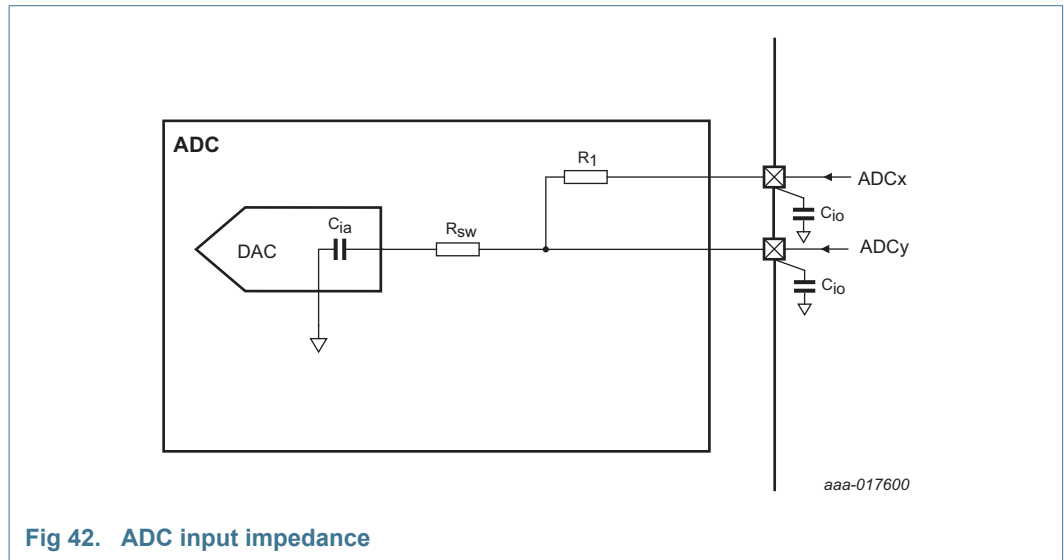 ADC
R1
ADCx
Cio
Cia
Rsw
DAC
ADCy
Cio
aaa-017600
Fig 42. ADC input impedance